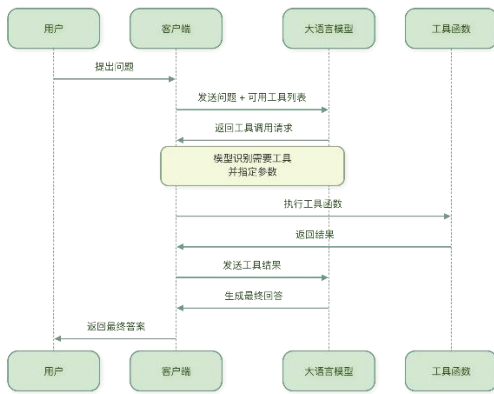 用户
客户端
大语言模型
工具函数
提出问题
发送问题 + 可用工具列表
返回工具调用请求
模型识别需要工具
并指定参数
执行工具函数
返回结果
发送工具结果
生成最终回答
返回最终答案
用户
客户端
大语言模型
工具函数